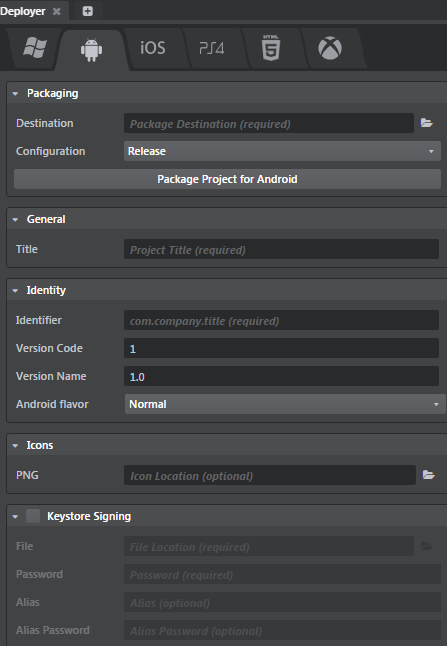 Deployer
iOS PS4 HTML 5
Packaging
Destination Package Destination (required)
Configuration Release
Package Project for Android
General
Title Project Title (required)
Identity
Identifier com.company.title (required)
Version Code 1
Version Name 1.0
Android flavor Normal
Icons
PNG Icon Location (optional)
Keystore Signing
File File Location (required)
Password Password (required)
Alias Alias (optional)
Alias Password Alias Password (optional)